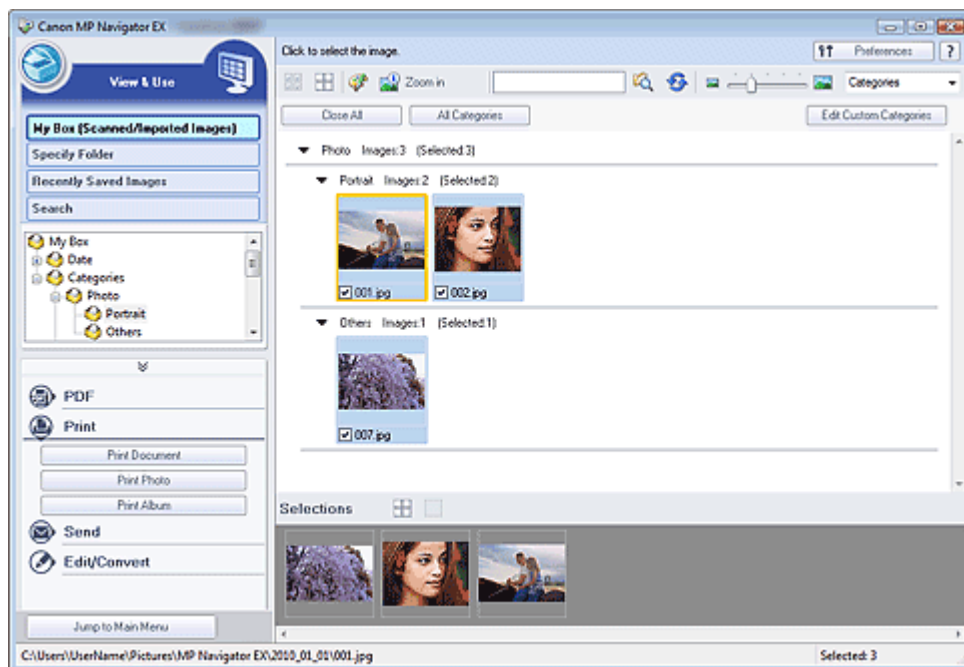 Canon MP Navigator EX
View & Use
My Box (Scanned/Imported Images)
Specify Folder
Recently Saved Images
Search
My Box
Date
Categories
Photo
Portrait
Others
PDF
Print
Print Document
Print Photo
Print Album
Send
Edit/Convert
Jump to Main Menu
Click to select the image.
Preferences
?
Zoom in
Categories
Close All
All Categories
Edit Custom Categories
Photo Images:3 (Selected:3)
Portrait Images:2 (Selected:2)
001.jpg
002.jpg
Others Images:1 (Selected:1)
007.jpg
Selections
C:\Users\UserName\Pictures\MP Navigator EX\2010_01_01\001.jpg
Selected: 3